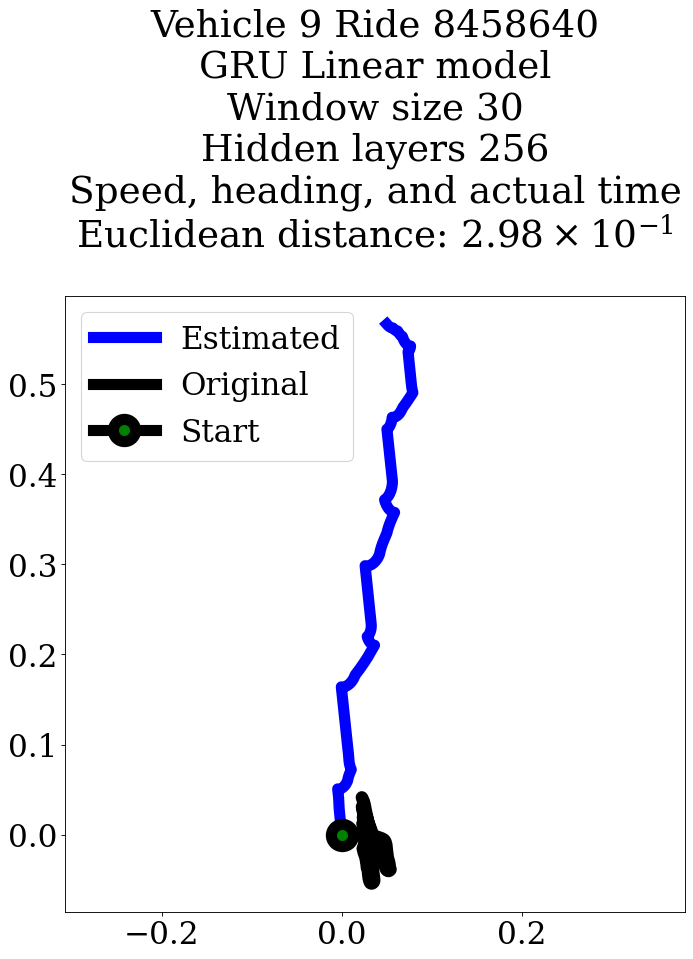 Vehicle 9 Ride 8458640
GRU Linear model
Window size 30
Hidden layers 256
Speed, heading, and actual time
Euclidean distance: 2.98 × 10⁻¹
Estimated
Original
Start
0.5
0.4
0.3
0.2
0.1
0.0
−0.2 0.0 0.2